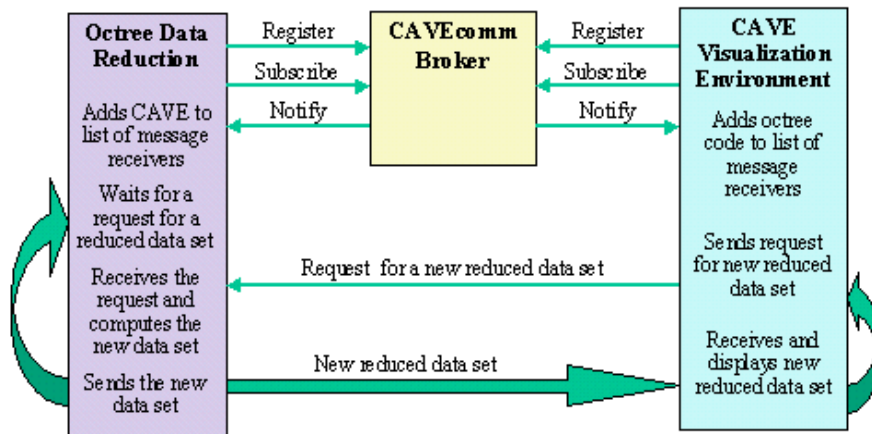 Octree Data
Reduction
Adds CAVE to
list of message
receivers
Waits for a
request for a
reduced data set
Receives the
request and
computes the
new data set
Sends the new
data set
Register
Subscribe
Notify
CAVEcomm
Broker
Register
Subscribe
Notify
Request for a new reduced data set
New reduced data set
CAVE
Visualization
Environment
Adds octree
code to list of
message
receivers
Sends request
for new reduced
data set
Receives and
displays new
reduced data set